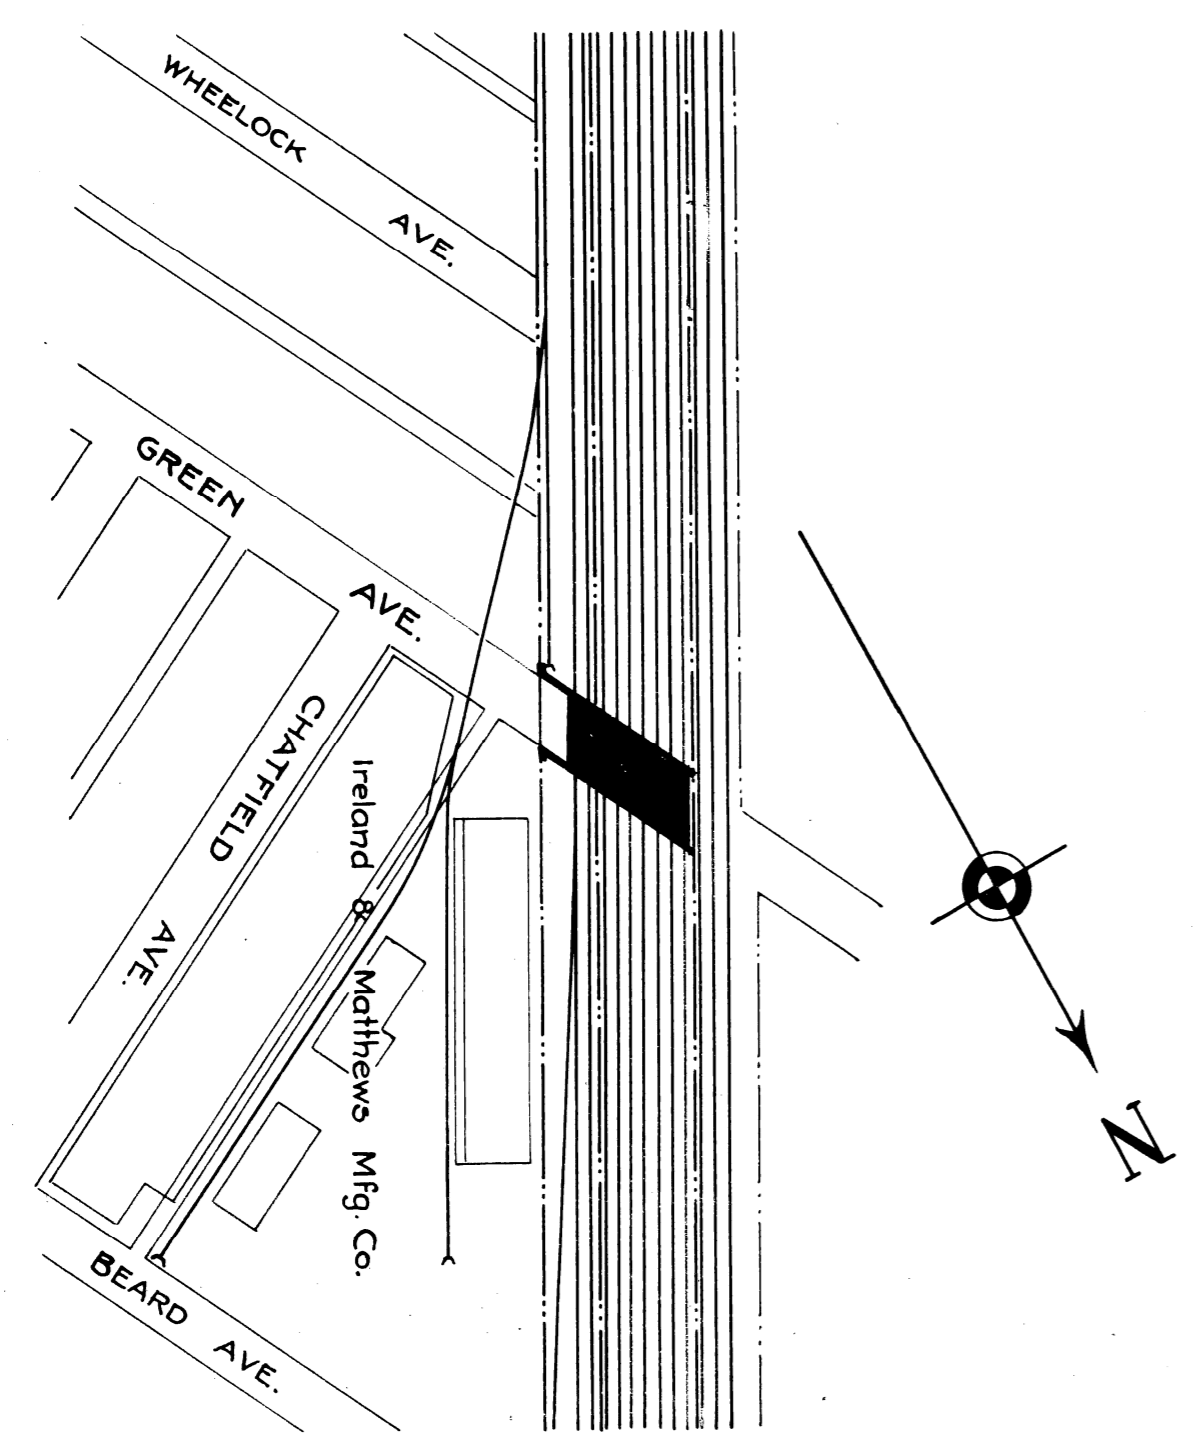 WHEELOCK AVE.
GREEN AVE.
CHATFIELD AVE.
Ireland & Matthews Mfg. Co.
BEARD AVE.
N